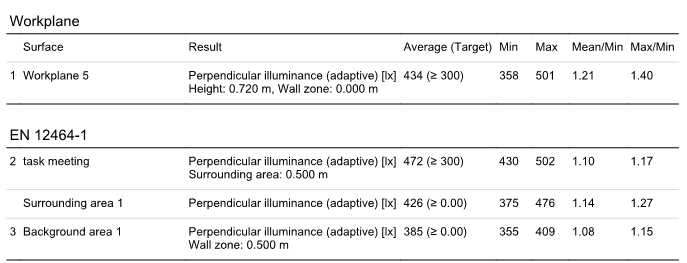 Workplane
Surface Result Average (Target) Min Max Mean/Min Max/Min
1 Workplane 5 Perpendicular illuminance (adaptive) [lx] 434 (≥ 300) 358 501 1.21 1.40
Height: 0.720 m, Wall zone: 0.000 m
EN 12464-1
2 task meeting Perpendicular illuminance (adaptive) [lx] 472 (≥ 300) 430 502 1.10 1.17
Surrounding area: 0.500 m
Surrounding area 1 Perpendicular illuminance (adaptive) [lx] 426 (≥ 0.00) 375 476 1.14 1.27
3 Background area 1 Perpendicular illuminance (adaptive) [lx] 385 (≥ 0.00) 355 409 1.08 1.15
Wall zone: 0.500 m